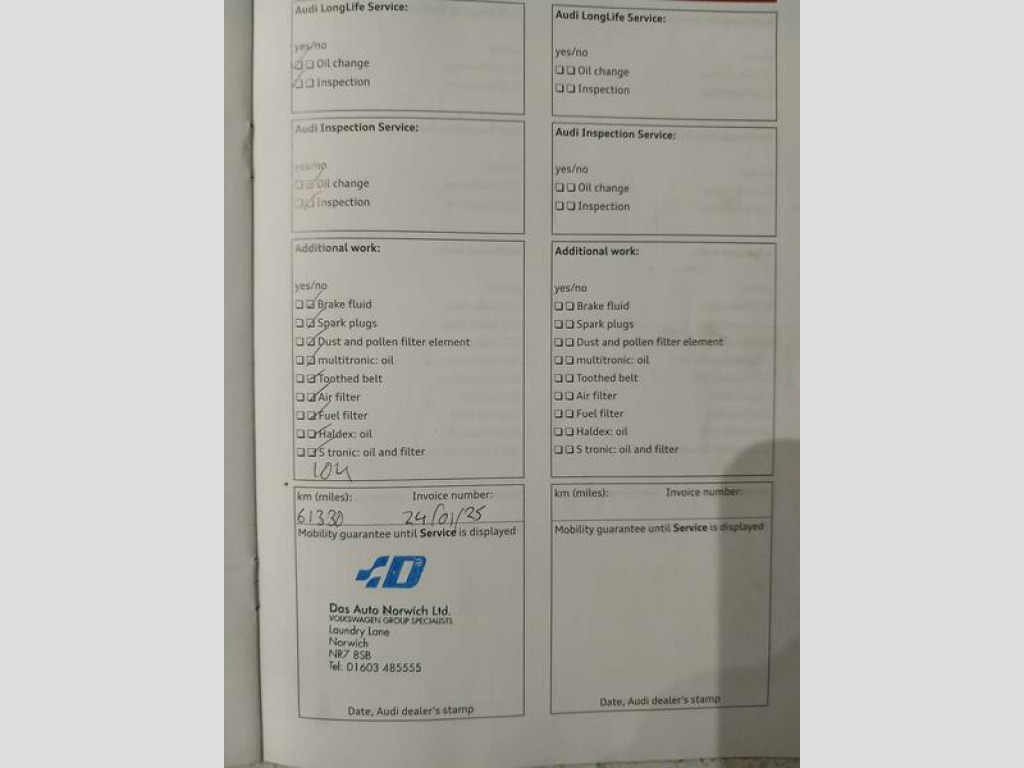 Audi LongLife Service:
yes/no
Oil change
Inspection
Audi Inspection Service:
yes/no
Oil change
Inspection
Additional work:
yes/no
Brake fluid
Spark plugs
Dust and pollen filter element
multitronic: oil
Toothed belt
Air filter
Fuel filter
Haldex: oil
S tronic: oil and filter
km (miles): Invoice number:
61330 24/01/25
Mobility guarantee until Service is displayed
D
Das Auto Norwich Ltd.
VOLKSWAGEN GROUP SPECIALISTS
Laundry Lane
Norwich
NR7 8SB
Tel: 01603 485555
Date, Audi dealer's stamp
Audi LongLife Service:
yes/no
Oil change
Inspection
Audi Inspection Service:
yes/no
Oil change
Inspection
Additional work:
yes/no
Brake fluid
Spark plugs
Dust and pollen filter element
multitronic: oil
Toothed belt
Air filter
Fuel filter
Haldex: oil
S tronic: oil and filter
km (miles): Invoice number:
Mobility guarantee until Service is displayed
Date, Audi dealer's stamp